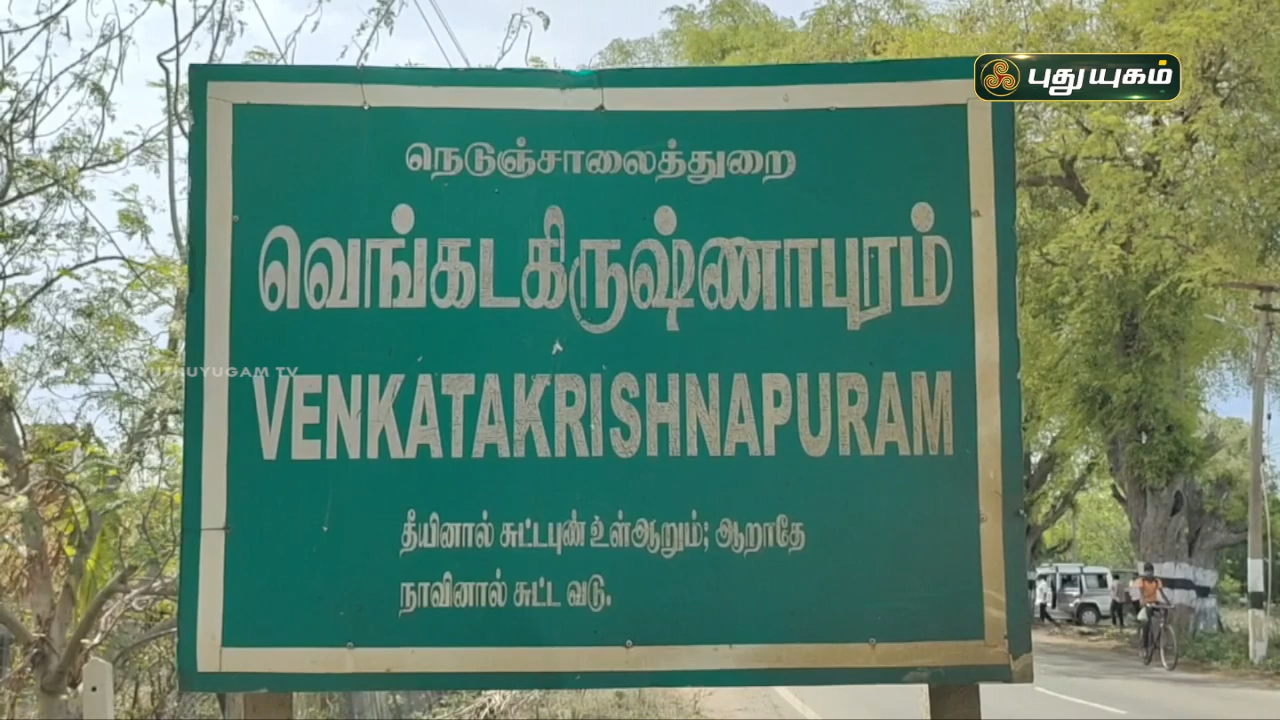 புதுயுகம்
நெடுஞ்சாலைத்துறை
வெங்கடகிருஷ்ணாபுரம்
PUTHUYUGAM TV
VENKATAKRISHNAPURAM
தீயினால் சுட்டபுண் உள்ஆறும்; ஆறாதே
நாவினால் சுட்ட வடு.